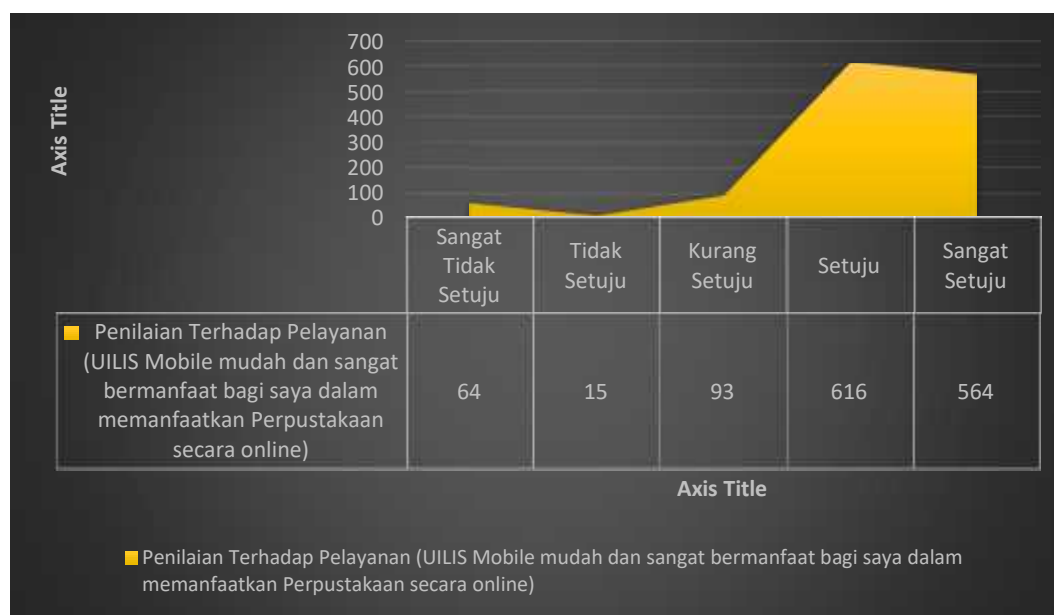 700
600
500
400
300
200
100
0
Axis Title
Sangat
Tidak
Setuju
Tidak
Setuju
Kurang
Setuju
Setuju
Sangat
Setuju
Penilaian Terhadap Pelayanan
(UILIS Mobile mudah dan sangat
bermanfaat bagi saya dalam
memanfaatkan Perpustakaan
secara online)
64
15
93
616
564
Axis Title
Penilaian Terhadap Pelayanan (UILIS Mobile mudah dan sangat bermanfaat bagi saya dalam
memanfaatkan Perpustakaan secara online)